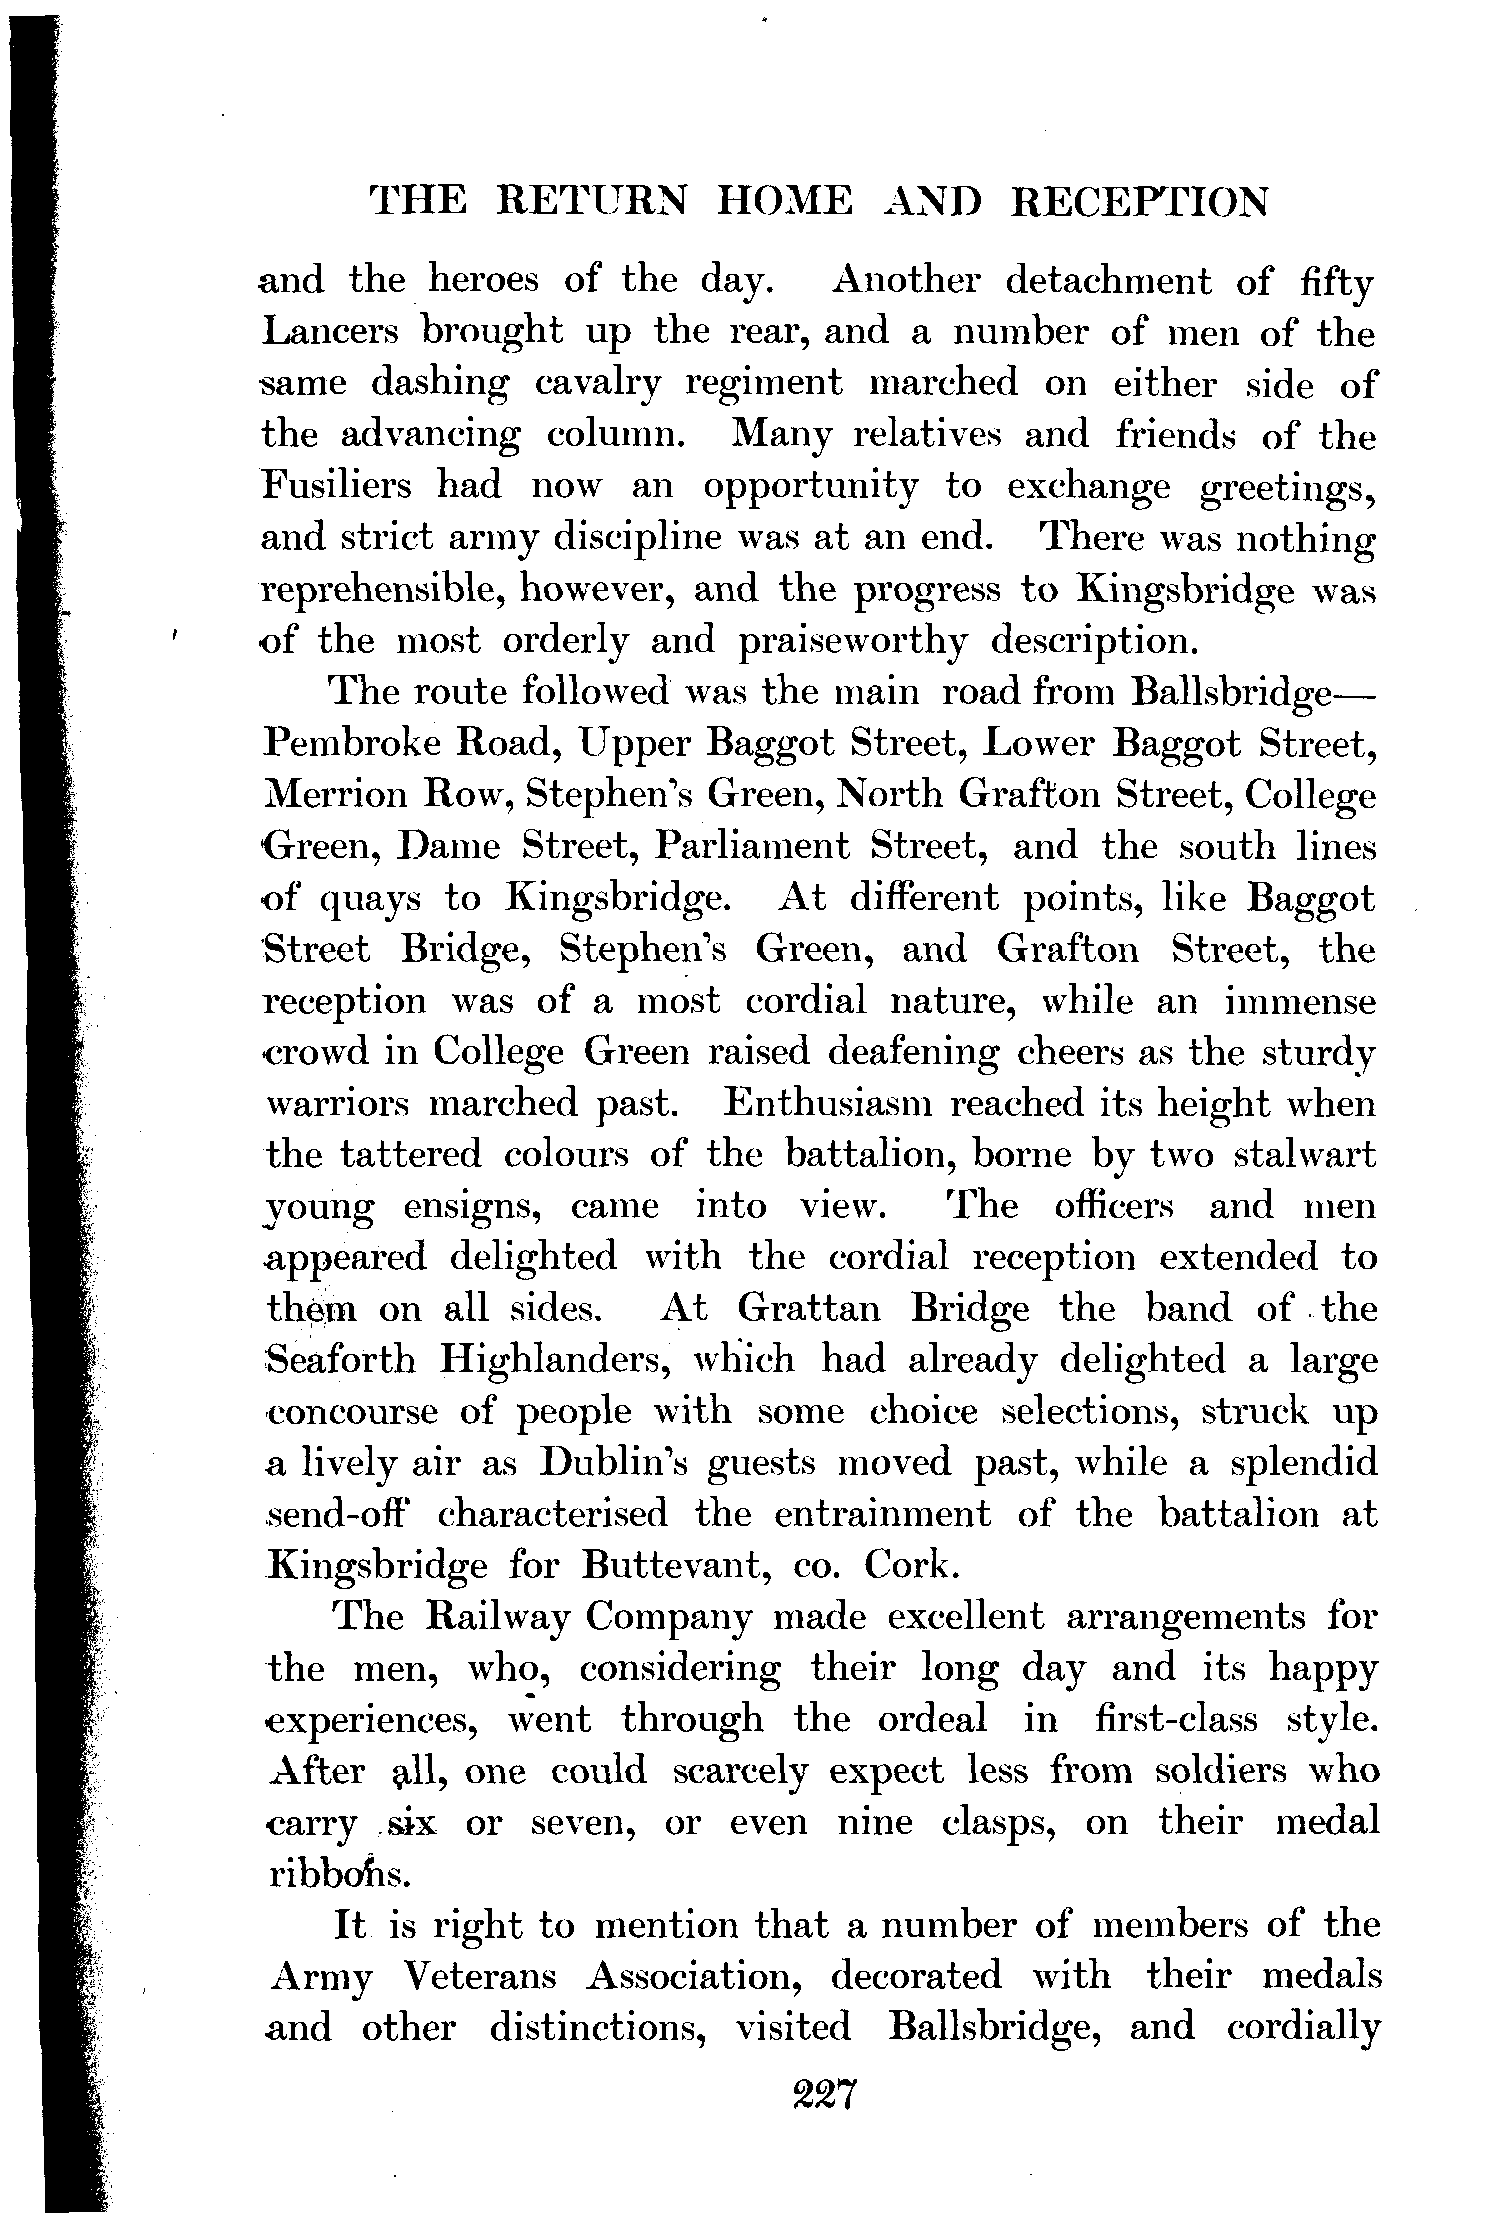 THE RETURN HOME AND RECEPTION
and the heroes of the day. Another detachment of fifty
Lancers brought up the rear, and a number of men of the
same dashing cavalry regiment marched on either side of
the advancing column. Many relatives and friends of the
Fusiliers had now an opportunity to exchange greetings,
and strict army discipline was at an end. There was nothing
reprehensible, however, and the progress to Kingsbridge was
of the most orderly and praiseworthy description.
The route followed was the main road from Ballsbridge—
Pembroke Road, Upper Baggot Street, Lower Baggot Street,
Merrion Row, Stephen's Green, North Grafton Street, College
Green, Dame Street, Parliament Street, and the south lines
of quays to Kingsbridge. At different points, like Baggot
Street Bridge, Stephen's Green, and Grafton Street, the
reception was of a most cordial nature, while an immense
crowd in College Green raised deafening cheers as the sturdy
warriors marched past. Enthusiasm reached its height when
the tattered colours of the battalion, borne by two stalwart
young ensigns, came into view. The officers and men
appeared delighted with the cordial reception extended to
them on all sides. At Grattan Bridge the band of the
Seaforth Highlanders, which had already delighted a large
concourse of people with some choice selections, struck up
a lively air as Dublin's guests moved past, while a splendid
send-off characterised the entrainment of the battalion at
Kingsbridge for Buttevant, co. Cork.
The Railway Company made excellent arrangements for
the men, who, considering their long day and its happy
experiences, went through the ordeal in first-class style.
After all, one could scarcely expect less from soldiers who
carry six or seven, or even nine clasps, on their medal
ribbons.
It is right to mention that a number of members of the
Army Veterans Association, decorated with their medals
and other distinctions, visited Ballsbridge, and cordially
227